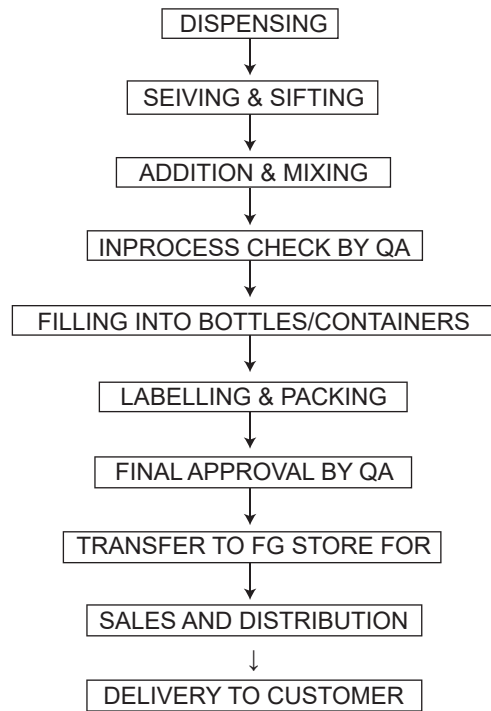 DISPENSING
SEIVING & SIFTING
ADDITION & MIXING
INPROCESS CHECK BY QA
FILLING INTO BOTTLES/CONTAINERS
LABELLING & PACKING
FINAL APPROVAL BY QA
TRANSFER TO FG STORE FOR
SALES AND DISTRIBUTION
DELIVERY TO CUSTOMER